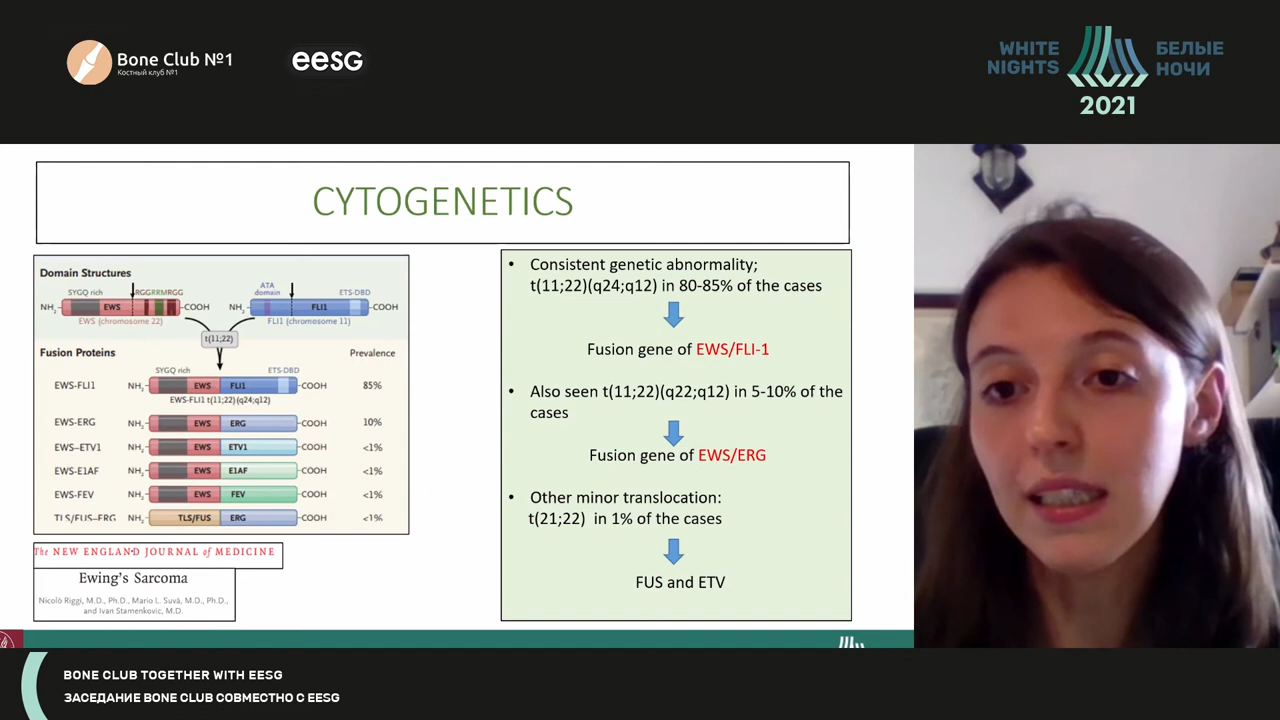 Bone Club №1
Костный клуб №1
eesg
WHITE NIGHTS
БЕЛЫЕ НОЧИ
2021
CYTOGENETICS
Domain Structures
SYGQ rich
RGGRRMRGG
ATA domain
ETS-DBD
NH2 EWS COOH
NH2 FLI1 COOH
EWS (chromosome 22)
FLI1 (chromosome 11)
t(11;22)
Fusion Proteins
Prevalence
SYGQ rich
ETS-DBD
EWS-FLI1 NH2 EWS FLI1 COOH 85%
EWS-FLI1 t(11;22)(q24;q12)
EWS-ERG NH2 EWS ERG COOH 10%
EWS–ETV1 NH2 EWS ETV1 COOH <1%
EWS-E1AF NH2 EWS E1AF COOH <1%
EWS-FEV NH2 EWS FEV COOH <1%
TLS/FUS–ERG NH2 TLS/FUS ERG COOH <1%
The NEW ENGLAND JOURNAL of MEDICINE
Ewing's Sarcoma
Nicolò Riggi, M.D., Ph.D., Mario L. Suvà, M.D., Ph.D.,
and Ivan Stamenkovic, M.D.
• Consistent genetic abnormality;
t(11;22)(q24;q12) in 80-85% of the cases
Fusion gene of EWS/FLI-1
• Also seen t(11;22)(q22;q12) in 5-10% of the
cases
Fusion gene of EWS/ERG
• Other minor translocation:
t(21;22) in 1% of the cases
FUS and ETV
BONE CLUB TOGETHER WITH EESG
ЗАСЕДАНИЕ BONE CLUB СОВМЕСТНО С EESG